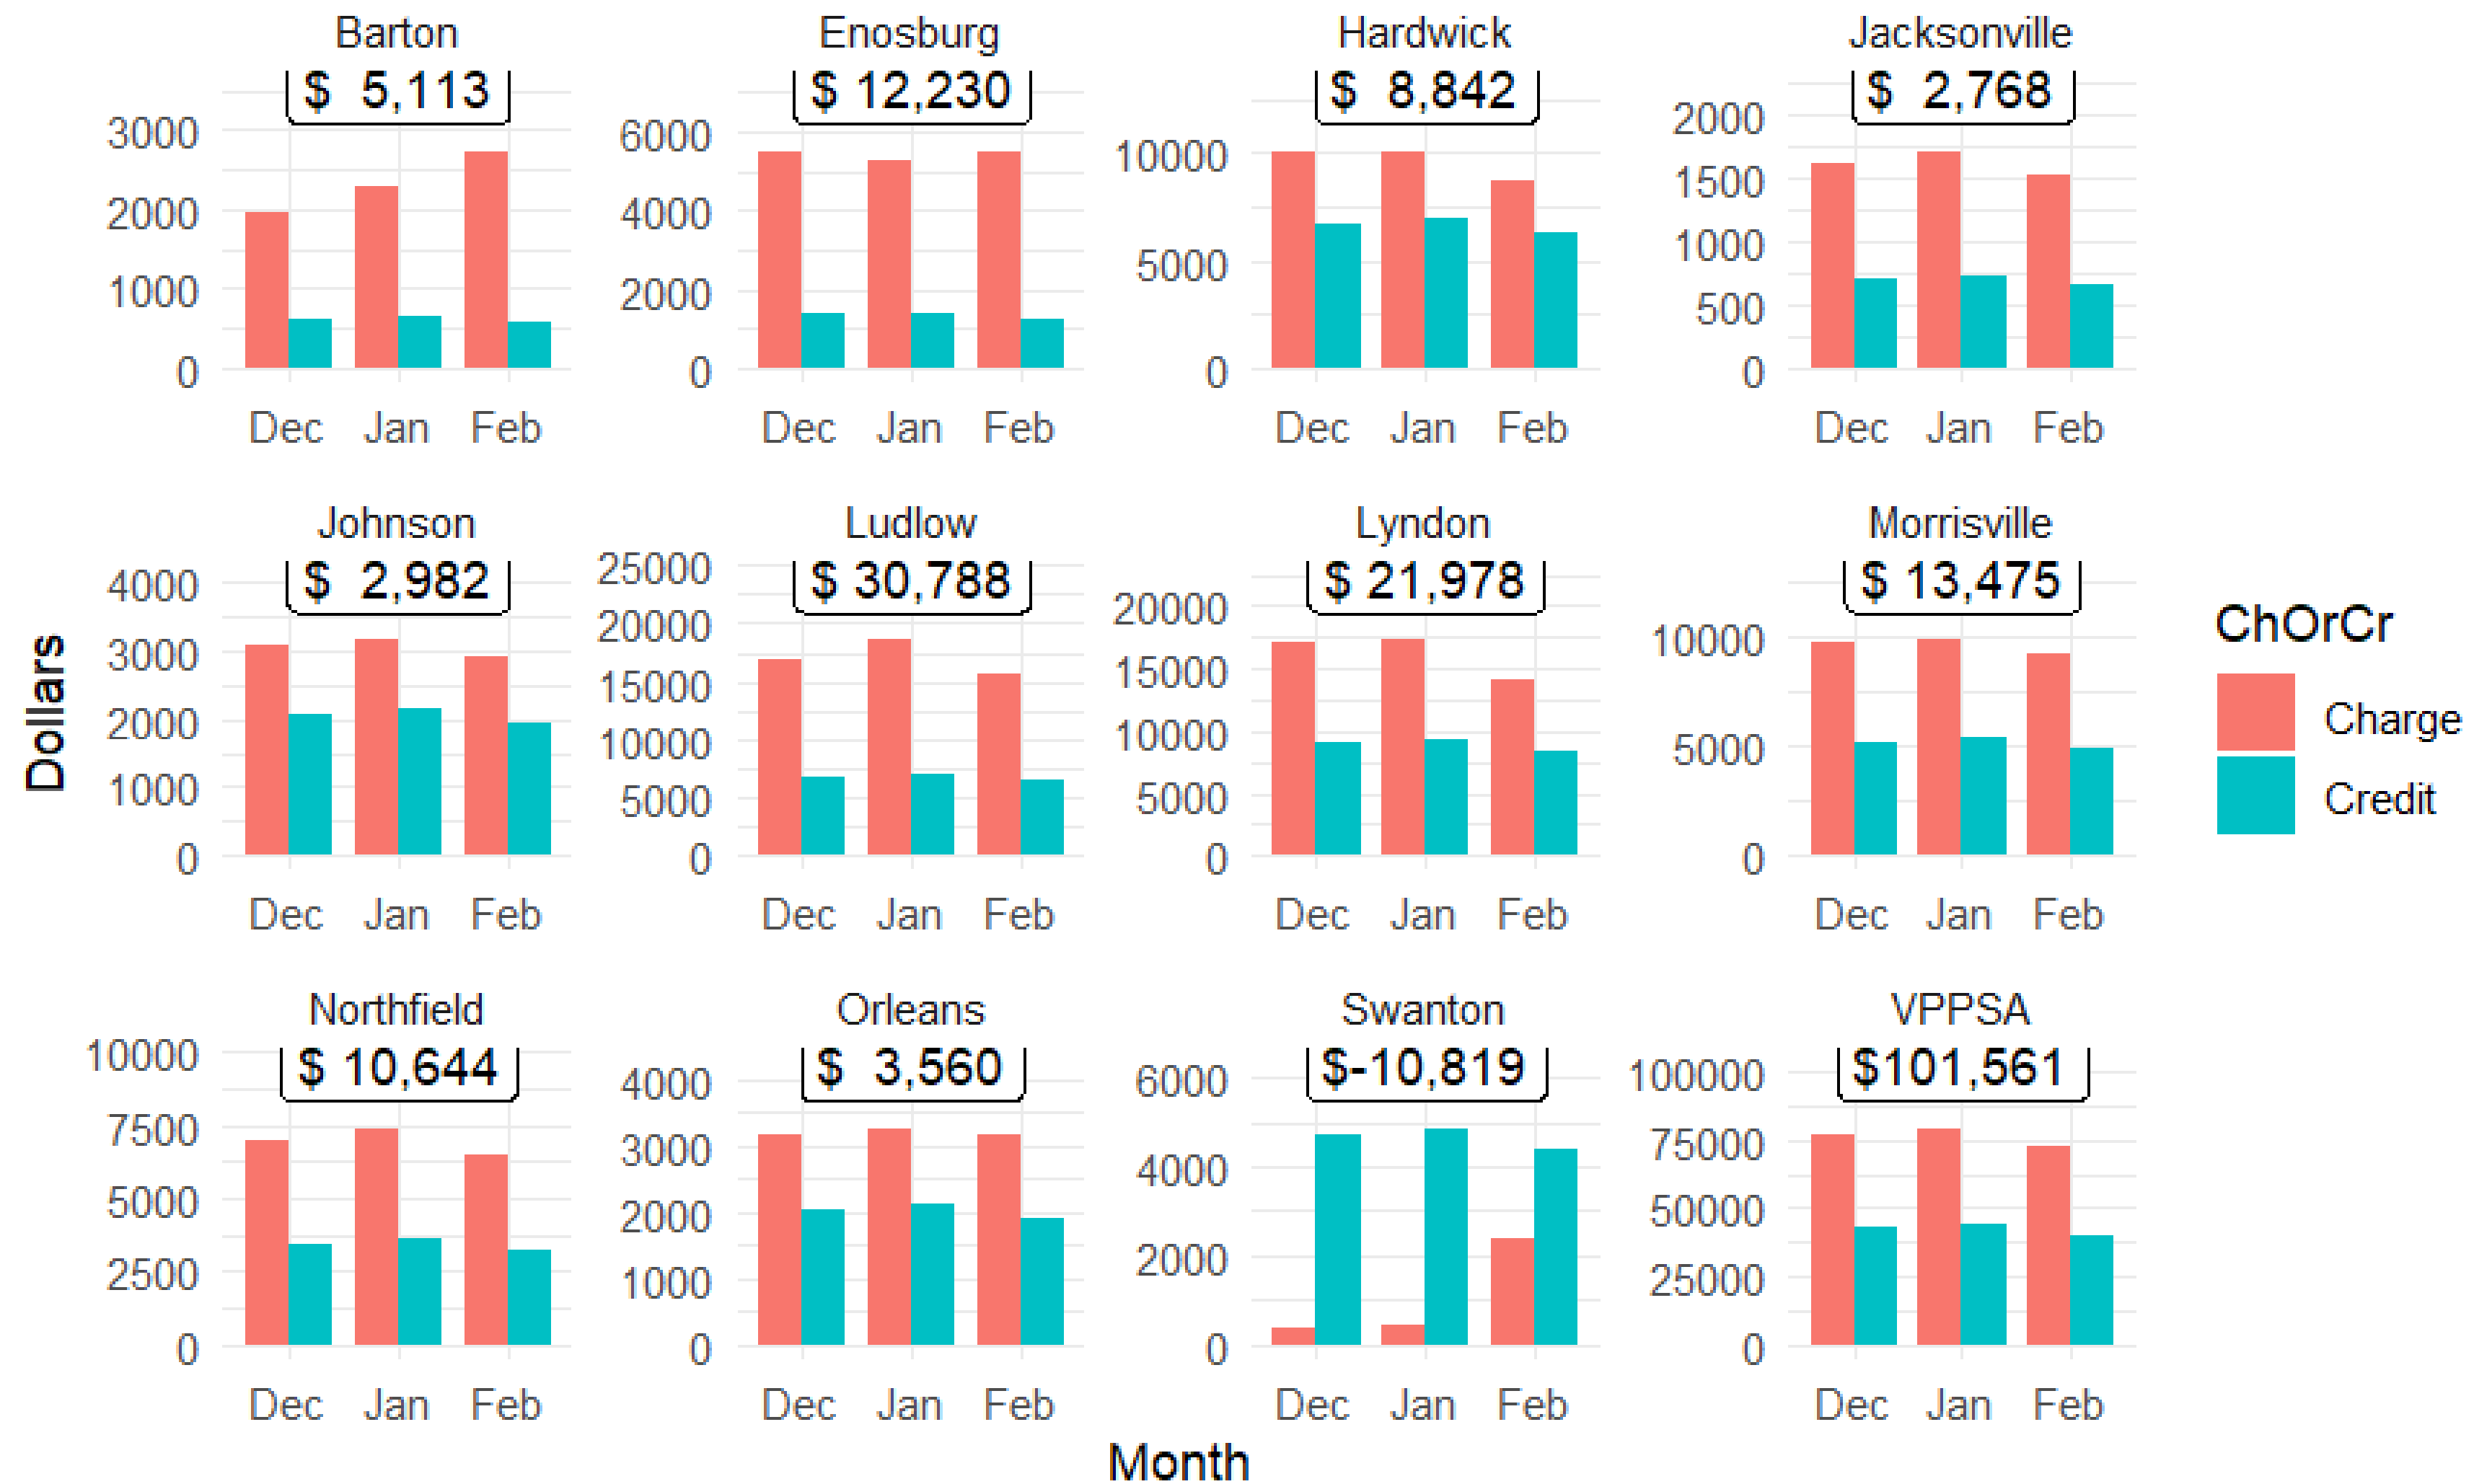 Barton
$ 5,113
3000
2000
1000
0
Dec Jan Feb
Enosburg
$ 12,230
6000
4000
2000
0
Dec Jan Feb
Hardwick
$ 8,842
10000
5000
0
Dec Jan Feb
Jacksonville
$ 2,768
2000
1500
1000
500
0
Dec Jan Feb
Johnson
$ 2,982
4000
3000
2000
1000
0
Dec Jan Feb
Ludlow
$ 30,788
25000
20000
15000
10000
5000
0
Dec Jan Feb
Lyndon
$ 21,978
20000
15000
10000
5000
0
Dec Jan Feb
Morrisville
$ 13,475
10000
5000
0
Dec Jan Feb
Northfield
$ 10,644
10000
7500
5000
2500
0
Dec Jan Feb
Orleans
$ 3,560
4000
3000
2000
1000
0
Dec Jan Feb
Swanton
$-10,819
6000
4000
2000
0
Dec Jan Feb
VPPSA
$101,561
100000
75000
50000
25000
0
Dec Jan Feb
Dollars
Month
ChOrCr
Charge
Credit